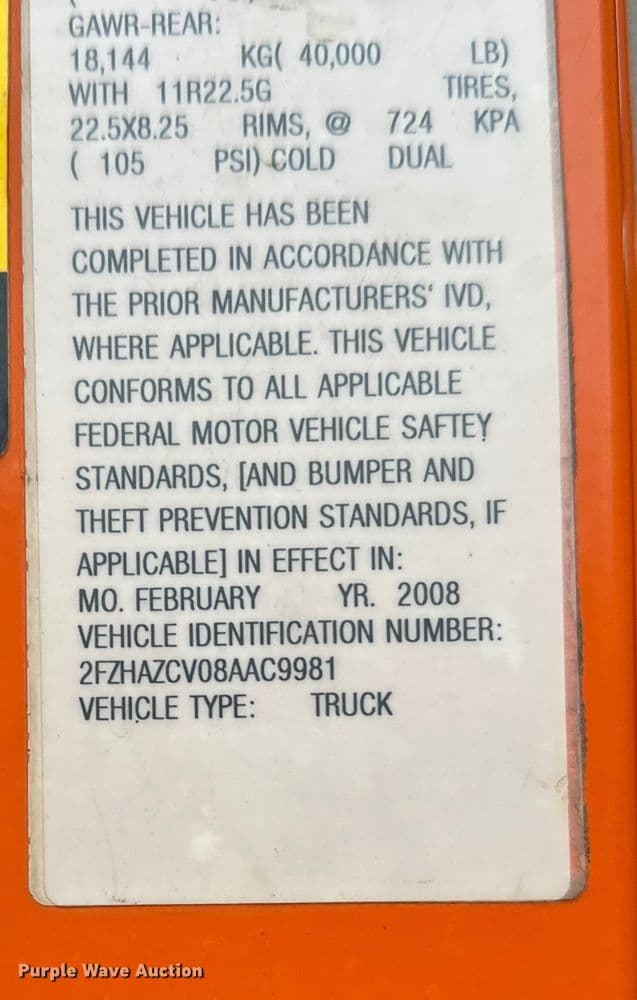 GAWR-REAR:
18,144 KG( 40,000 LB)
WITH 11R22.5G TIRES,
22.5X8.25 RIMS, @ 724 KPA
( 105 PSI) COLD DUAL
THIS VEHICLE HAS BEEN
COMPLETED IN ACCORDANCE WITH
THE PRIOR MANUFACTURERS' IVD,
WHERE APPLICABLE. THIS VEHICLE
CONFORMS TO ALL APPLICABLE
FEDERAL MOTOR VEHICLE SAFTEY
STANDARDS, [AND BUMPER AND
THEFT PREVENTION STANDARDS, IF
APPLICABLE] IN EFFECT IN:
MO. FEBRUARY YR. 2008
VEHICLE IDENTIFICATION NUMBER:
2FZHAZCV08AAC9981
VEHICLE TYPE: TRUCK
Purple Wave Auction